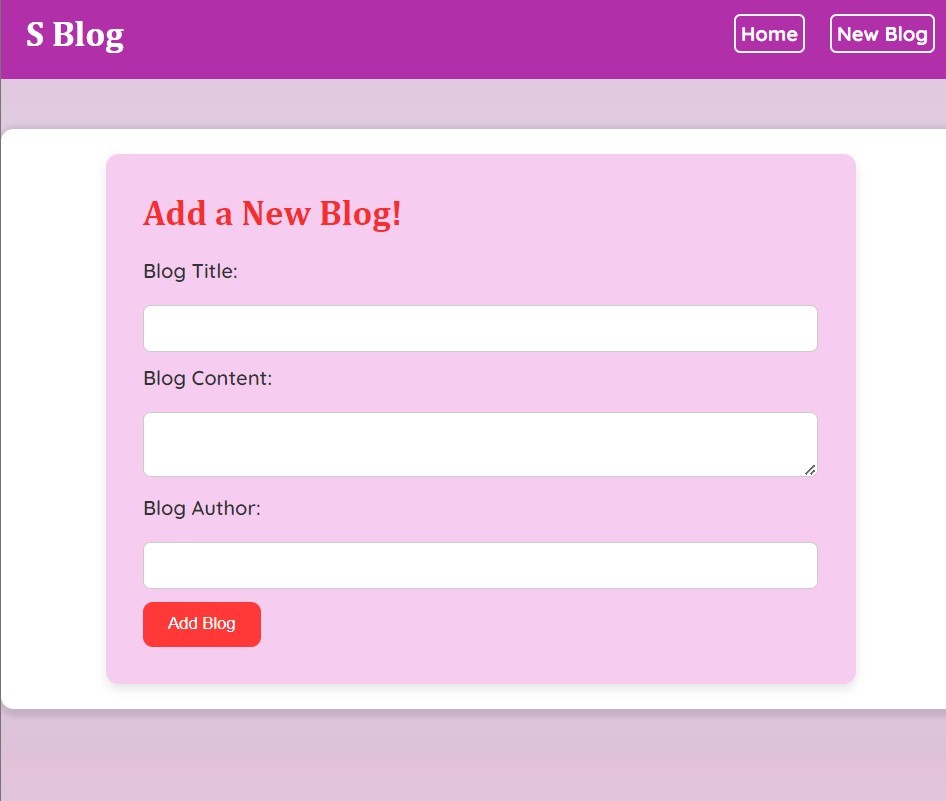 S Blog
Home
New Blog
Add a New Blog!
Blog Title:
Blog Content:
Blog Author:
Add Blog